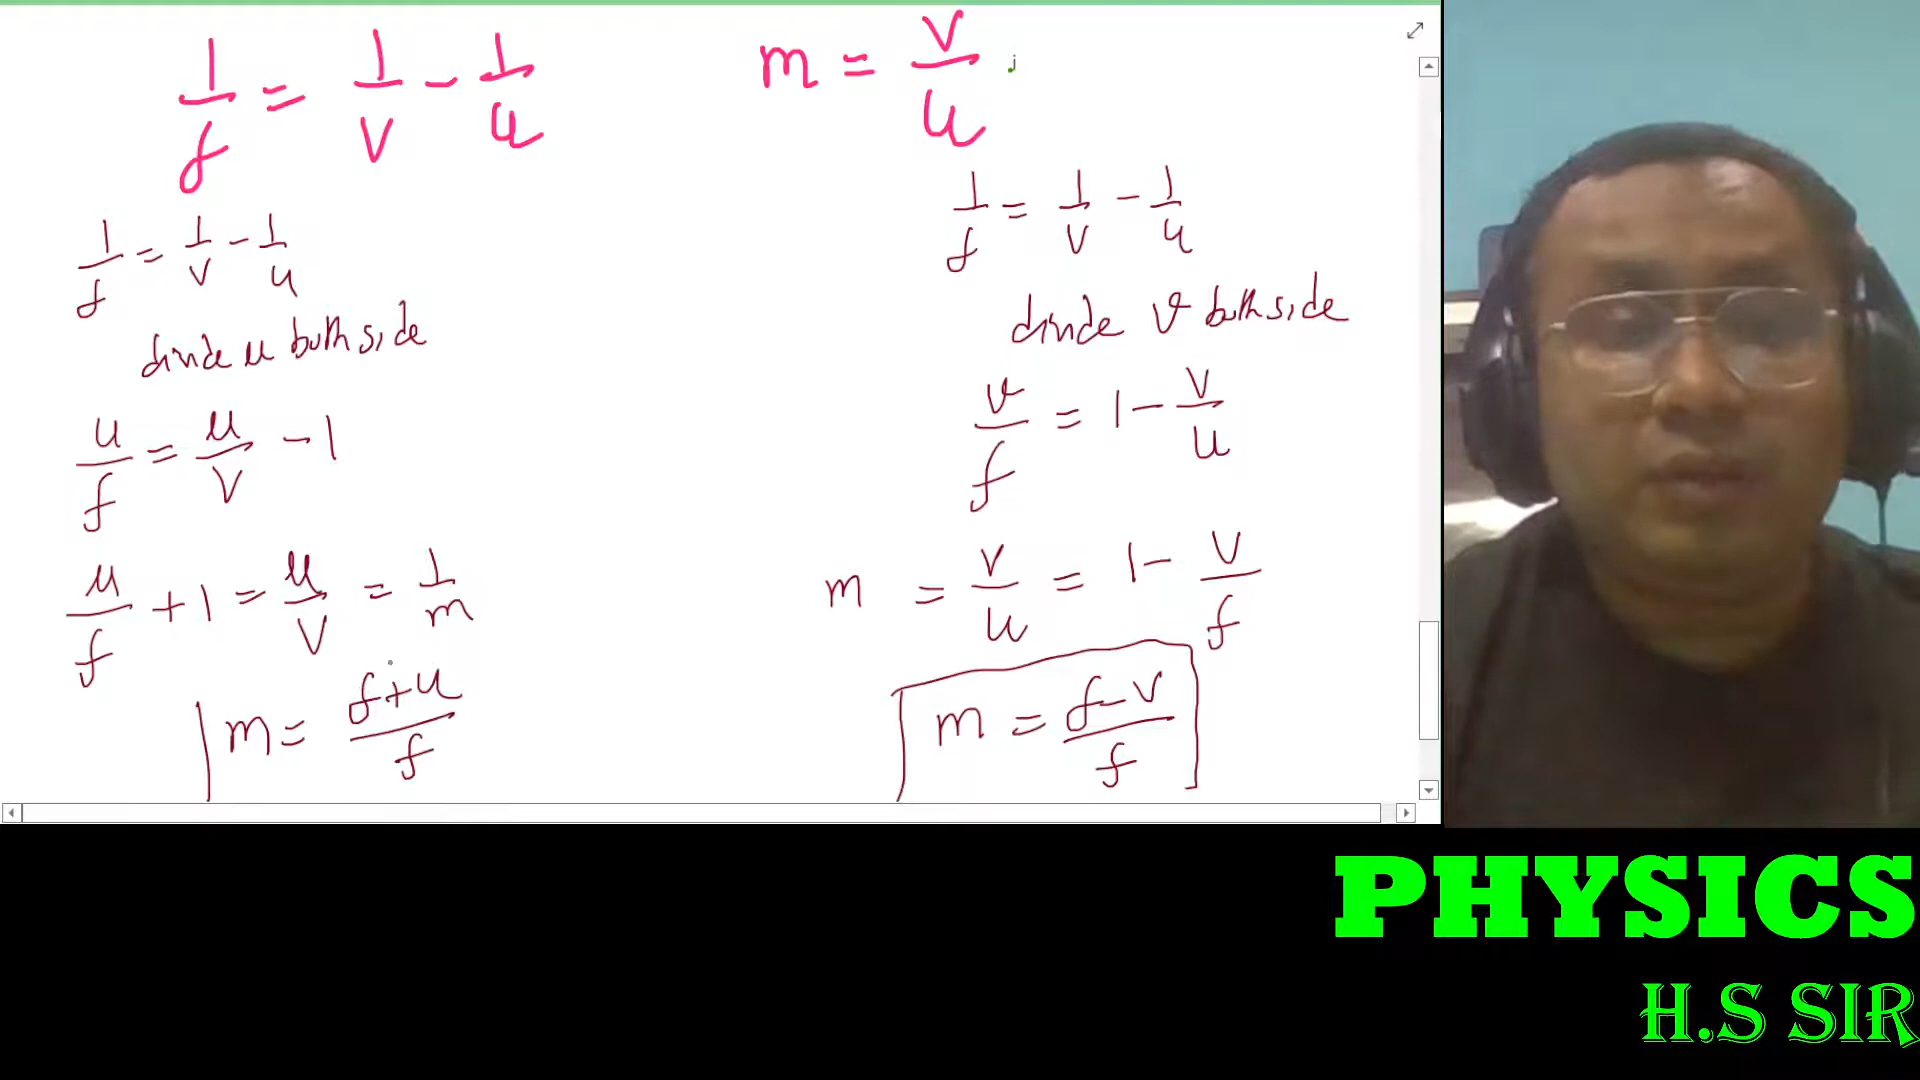 1/f = 1/v - 1/u
m = v/u
1/f = 1/v - 1/u
divide u both side
u/f = u/v - 1
u/f + 1 = u/v = 1/m
m = f+u/f
1/f = 1/v - 1/u
divide v both side
v/f = 1 - v/u
m = v/u = 1 - v/f
m = f-v/f
PHYSICS
H.S SIR